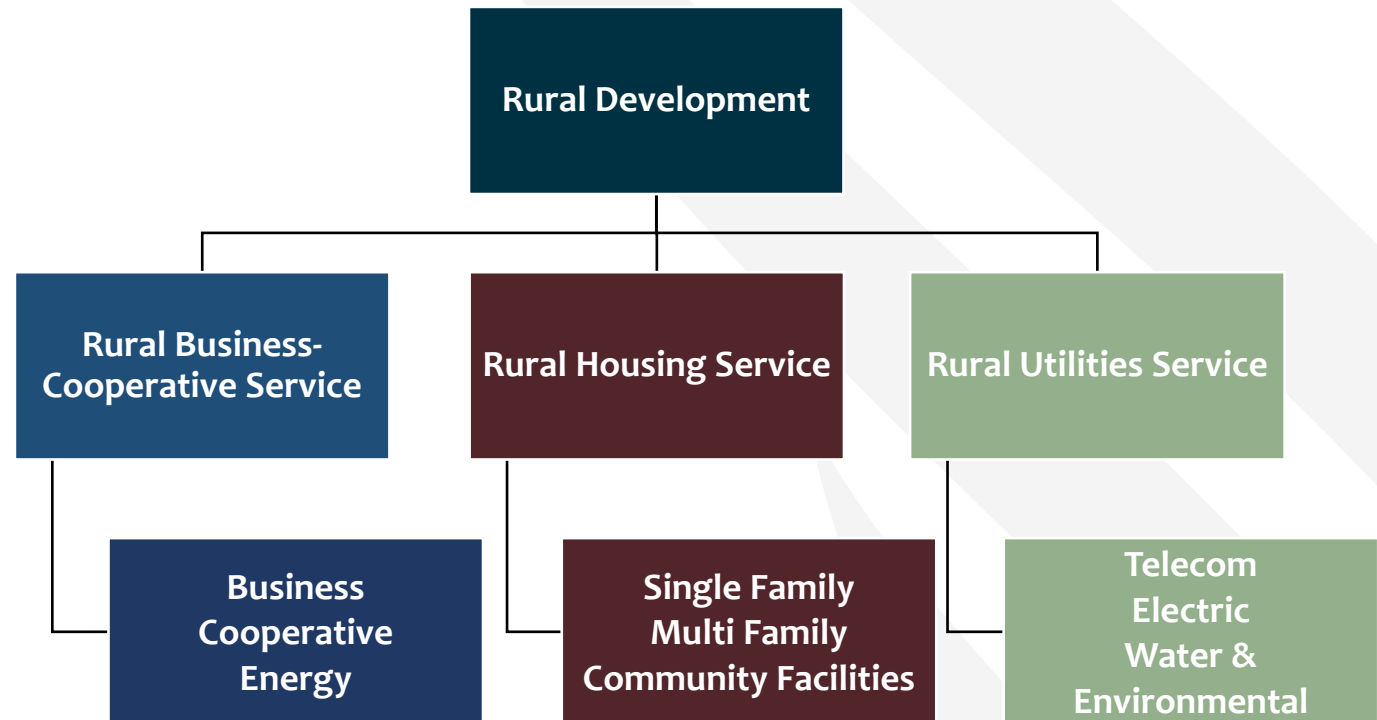 Rural Development
Rural Business-
Cooperative Service
Rural Housing Service
Rural Utilities Service
Business
Cooperative
Energy
Single Family
Multi Family
Community Facilities
Telecom
Electric
Water &
Environmental